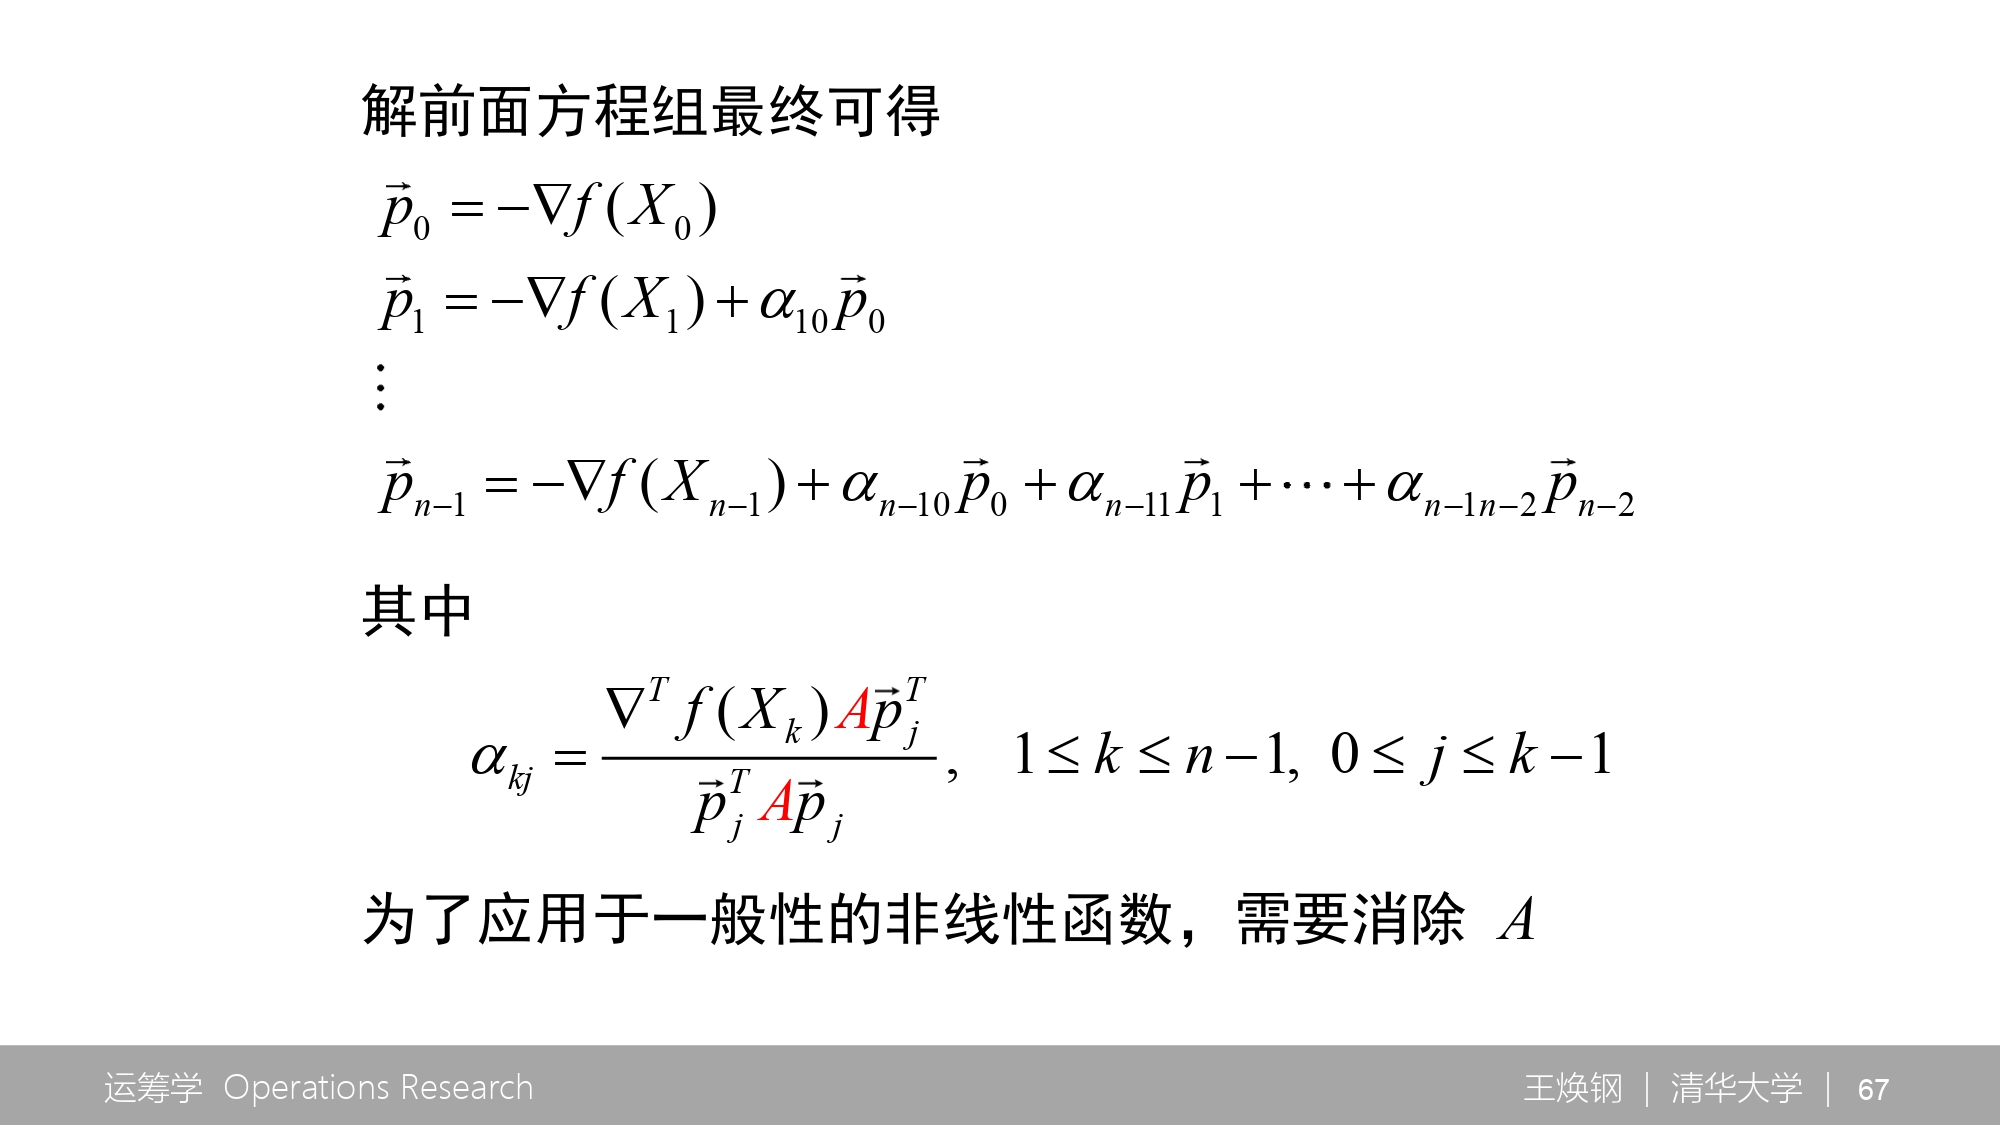 解前面方程组最终可得
$\vec{p}_0 = -\nabla f(X_0)$
$\vec{p}_1 = -\nabla f(X_1) + \alpha_{10}\vec{p}_0$
⋮
$\vec{p}_{n-1} = -\nabla f(X_{n-1}) + \alpha_{n-10}\vec{p}_0 + \alpha_{n-11}\vec{p}_1 + \cdots + \alpha_{n-1n-2}\vec{p}_{n-2}$
其中
$\alpha_{kj} = \frac{\nabla^T f(X_k) A \vec{p}_j^T}{\vec{p}_j^T A \vec{p}_j}, \quad 1 \le k \le n-1, \; 0 \le j \le k-1$
为了应用于一般性的非线性函数，需要消除 A
运筹学 Operations Research 王焕钢 | 清华大学 | 67